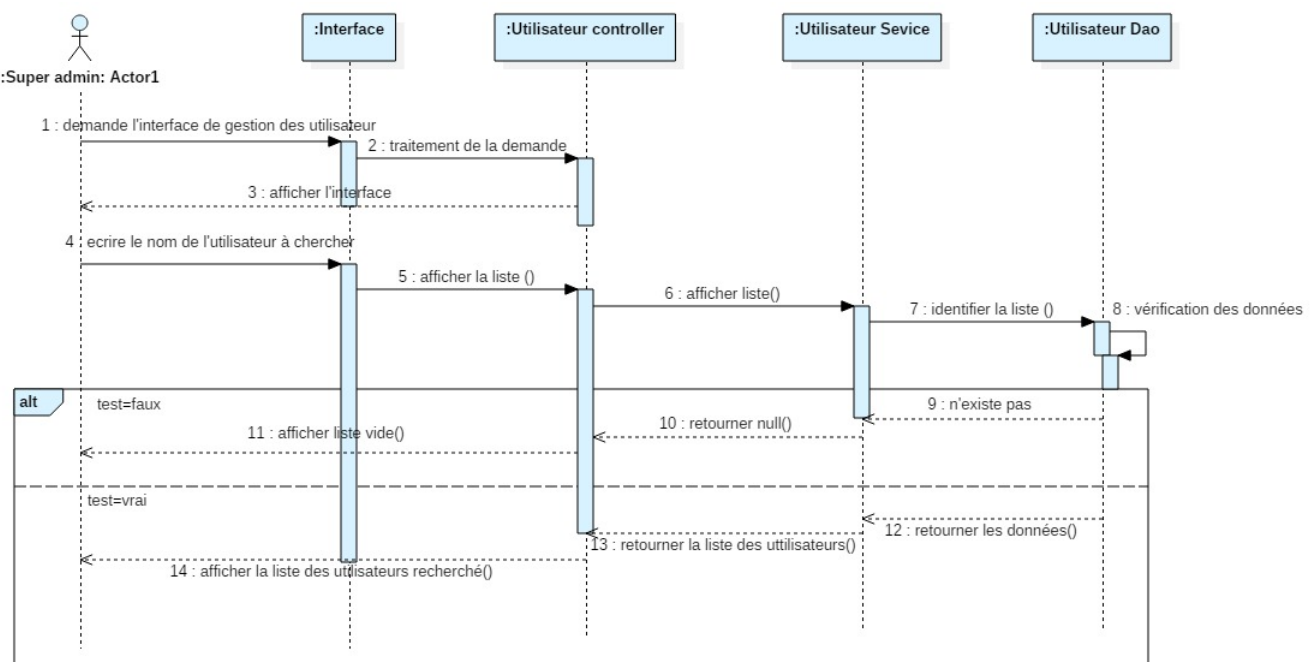 :Interface
:Utilisateur controller
:Utilisateur Sevice
:Utilisateur Dao
:Super admin: Actor1
1 : demande l'interface de gestion des utilisateur
2 : traitement de la demande
3 : afficher l'interface
4 : ecrire le nom de l'utilisateur à chercher
5 : afficher la liste ()
6 : afficher liste()
7 : identifier la liste ()
8 : vérification des données
alt
test=faux
9 : n'existe pas
10 : retourner null()
11 : afficher liste vide()
test=vrai
12 : retourner les données()
13 : retourner la liste des uttilisateurs()
14 : afficher la liste des utilisateurs recherché()